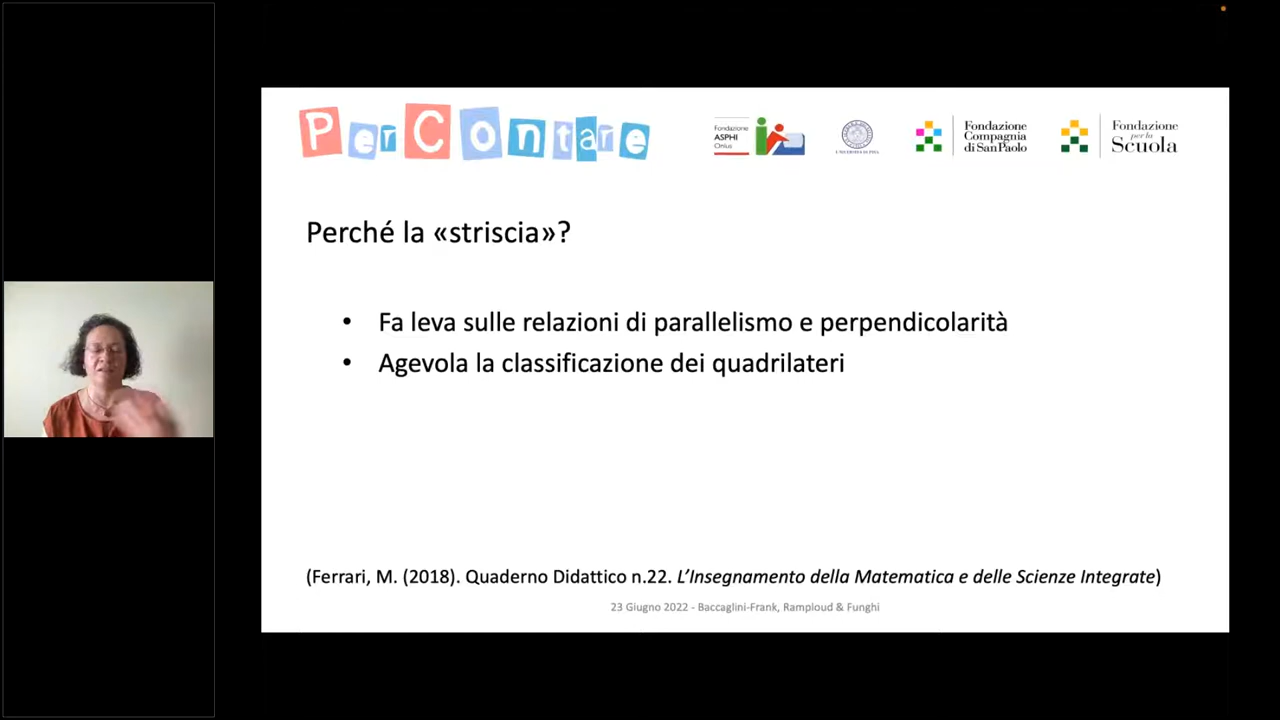 PerContare
Fondazione
ASPHI
Onlus
Fondazione
Compagnia
di San Paolo
Fondazione
per la
Scuola
Perché la «striscia»?
• Fa leva sulle relazioni di parallelismo e perpendicolarità
• Agevola la classificazione dei quadrilateri
(Ferrari, M. (2018). Quaderno Didattico n.22. L’Insegnamento della Matematica e delle Scienze Integrate)
23 Giugno 2022 - Baccaglini-Frank, Ramploud & Funghi